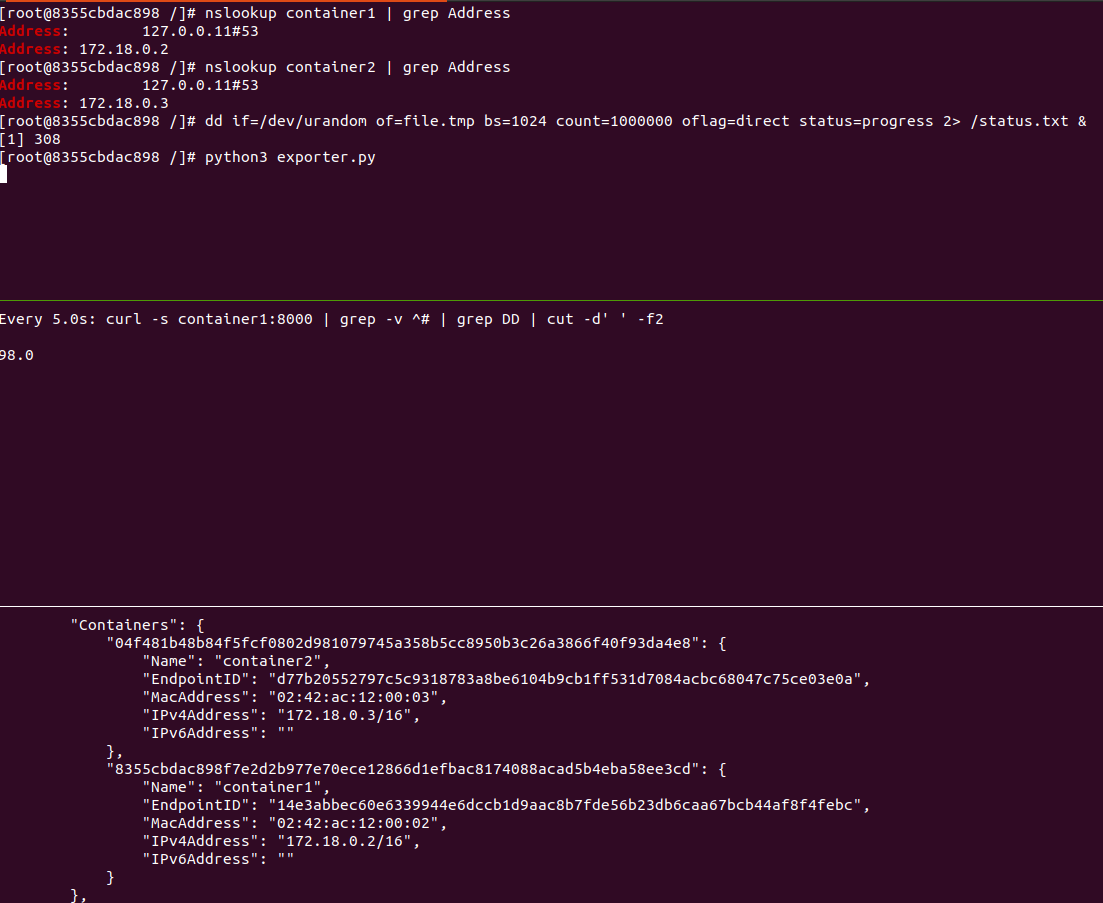 [root@8355cbdac898 /]# nslookup container1 | grep Address
Address:        127.0.0.11#53
Address: 172.18.0.2
[root@8355cbdac898 /]# nslookup container2 | grep Address
Address:        127.0.0.11#53
Address: 172.18.0.3
[root@8355cbdac898 /]# dd if=/dev/urandom of=file.tmp bs=1024 count=1000000 oflag=direct status=progress 2> /status.txt &
[1] 308
[root@8355cbdac898 /]# python3 exporter.py
Every 5.0s: curl -s container1:8000 | grep -v ^# | grep DD | cut -d' ' -f2
98.0
        "Containers": {
            "04f481b48b84f5fcf0802d981079745a358b5cc8950b3c26a3866f40f93da4e8": {
                "Name": "container2",
                "EndpointID": "d77b20552797c5c9318783a8be6104b9cb1ff531d7084acbc68047c75ce03e0a",
                "MacAddress": "02:42:ac:12:00:03",
                "IPv4Address": "172.18.0.3/16",
                "IPv6Address": ""
            },
            "8355cbdac898f7e2d2b977e70ece12866d1efbac8174088acad5b4eba58ee3cd": {
                "Name": "container1",
                "EndpointID": "14e3abbec60e6339944e6dccb1d9aac8b7fde56b23db6caa67bcb44af8f4febc",
                "MacAddress": "02:42:ac:12:00:02",
                "IPv4Address": "172.18.0.2/16",
                "IPv6Address": ""
            }
        },